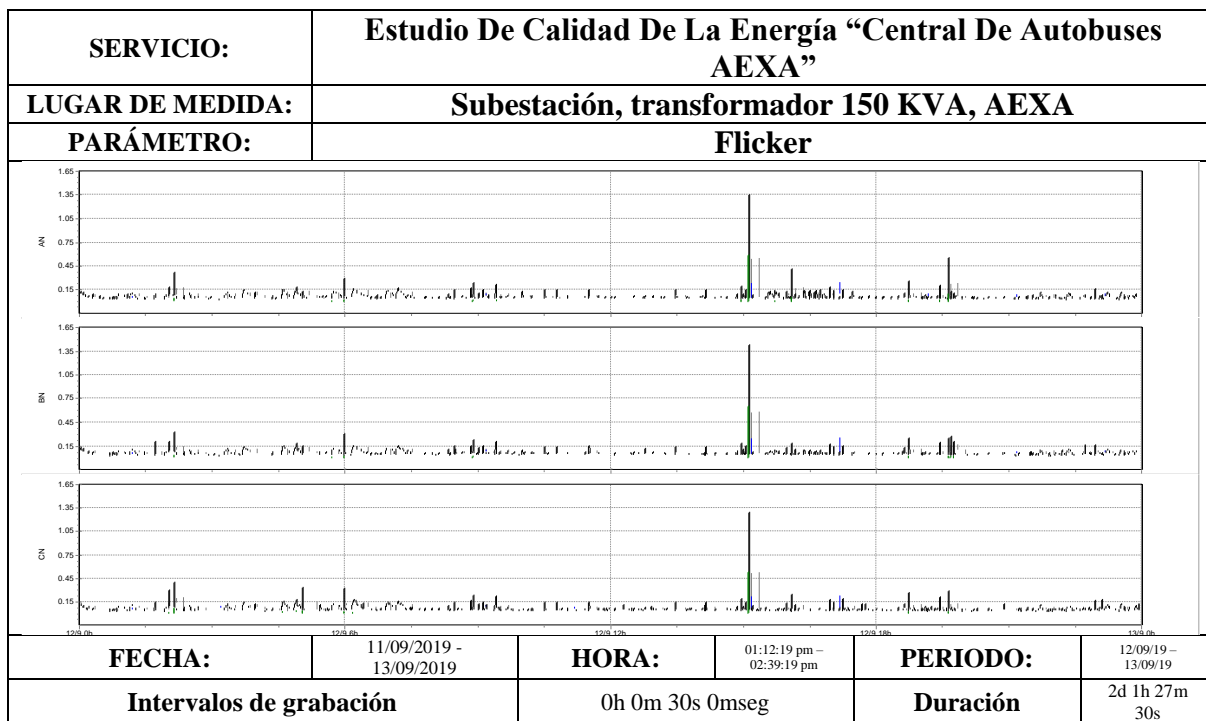 SERVICIO:
Estudio De Calidad De La Energía “Central De Autobuses
AEXA”
LUGAR DE MEDIDA:
Subestación, transformador 150 KVA, AEXA
PARÁMETRO:
Flicker
1.65
1.35
1.05
0.75
0.45
0.15
AN
1.65
1.35
1.05
0.75
0.45
0.15
BN
1.65
1.35
1.05
0.75
0.45
0.15
CN
12/9 0h
12/9 6h
12/9 12h
12/9 18h
13/9 0h
FECHA:
11/09/2019 -
13/09/2019
HORA:
01:12:19 pm –
02:39:19 pm
PERIODO:
12/09/19 –
13/09/19
Intervalos de grabación
0h 0m 30s 0mseg
Duración
2d 1h 27m
30s